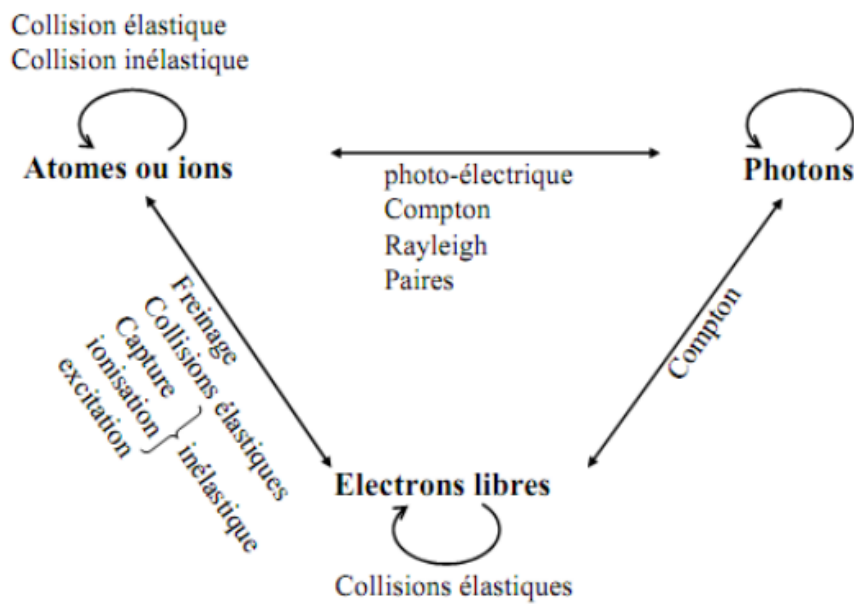 Collision élastique
Collision inélastique
Atomes ou ions
Photons
photo-électrique
Compton
Rayleigh
Paires
Freinage
Collisions élastiques
Capture
ionisation
excitation
inélastique
Compton
Electrons libres
Collisions élastiques